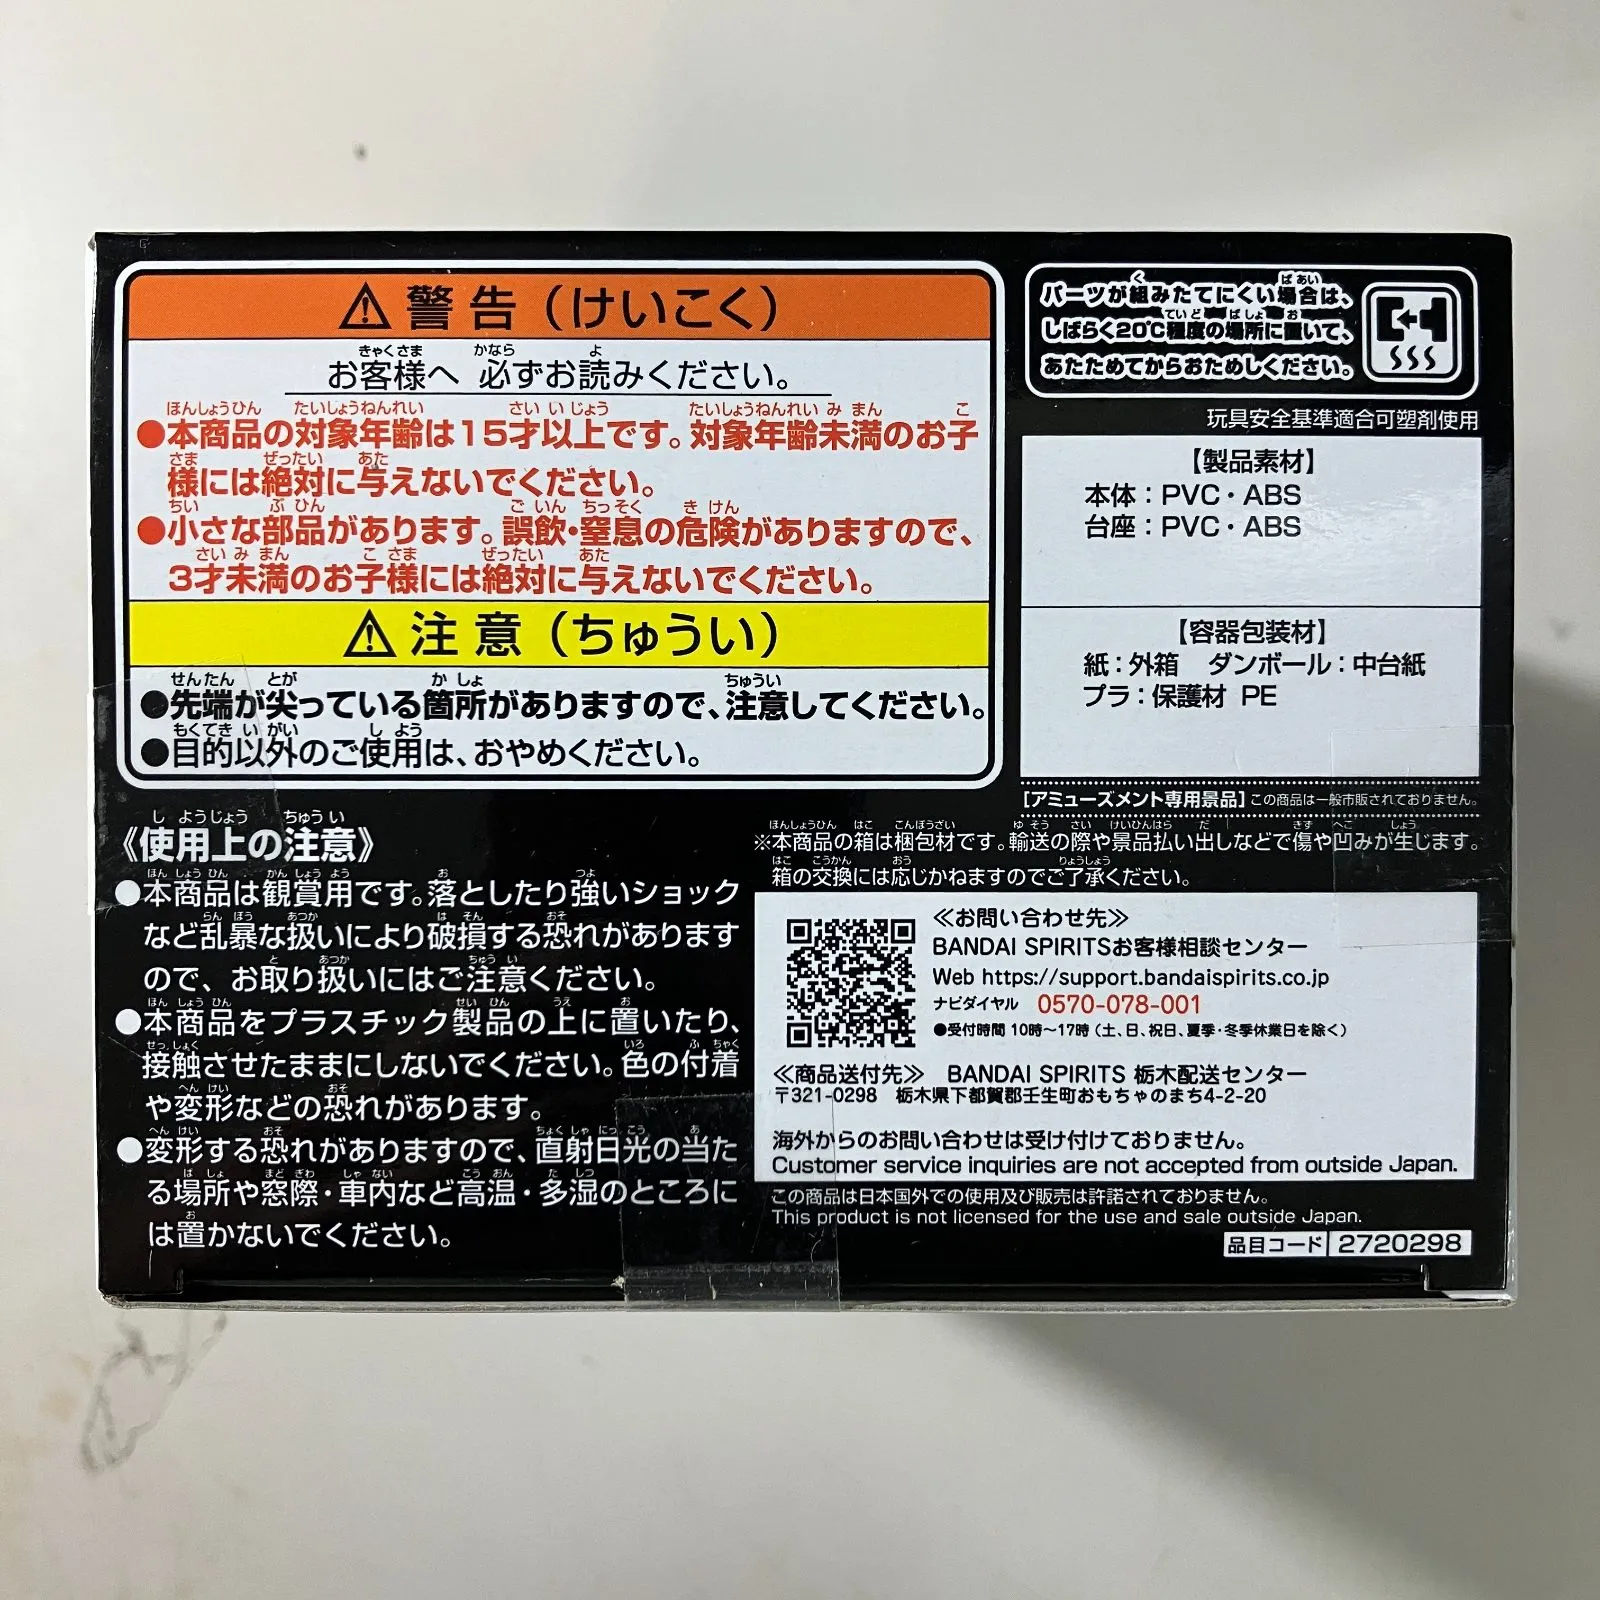 ⚠警告（けいこく）
お客様へ 必ずお読みください。
●本商品の対象年齢は15才以上です。対象年齢未満のお子
様には絶対に与えないでください。
●小さな部品があります。誤飲・窒息の危険がありますので、
3才未満のお子様には絶対に与えないでください。
⚠注意（ちゅうい）
●先端が尖っている箇所がありますので、注意してください。
●目的以外のご使用は、おやめください。
《使用上の注意》
●本商品は観賞用です。落としたり強いショック
など乱暴な扱いにより破損する恐れがあります
ので、お取り扱いにはご注意ください。
●本商品をプラスチック製品の上に置いたり、
接触させたままにしないでください。色の付着
や変形などの恐れがあります。
●変形する恐れがありますので、直射日光の当た
る場所や窓際・車内など高温・多湿のところに
は置かないでください。
パーツが組みたてにくい場合は、
しばらく20℃程度の場所に置いて、
あたためてからおためしください。
玩具安全基準適合可塑剤使用
【製品素材】
本体：PVC・ABS
台座：PVC・ABS
【容器包装材】
紙：外箱 ダンボール：中台紙
プラ：保護材 PE
[アミューズメント専用景品] この商品は一般市販されておりません。
※本商品の箱は梱包材です。輸送の際や景品払い出しなどで傷や凹みが生じます。
箱の交換には応じかねますのでご了承ください。
≪お問い合わせ先≫
BANDAI SPIRITSお客様相談センター
Web https://support.bandaispirits.co.jp
ナビダイヤル 0570-078-001
●受付時間 10時〜17時（土、日、祝日、夏季・冬季休業日を除く）
≪商品送付先≫ BANDAI SPIRITS 栃木配送センター
〒321-0298 栃木県下都賀郡壬生町おもちゃのまち4-2-20
海外からのお問い合わせは受け付けておりません。
Customer service inquiries are not accepted from outside Japan.
この商品は日本国外での使用及び販売は許諾されておりません。
This product is not licensed for the use and sale outside Japan.
品目コード 2720298